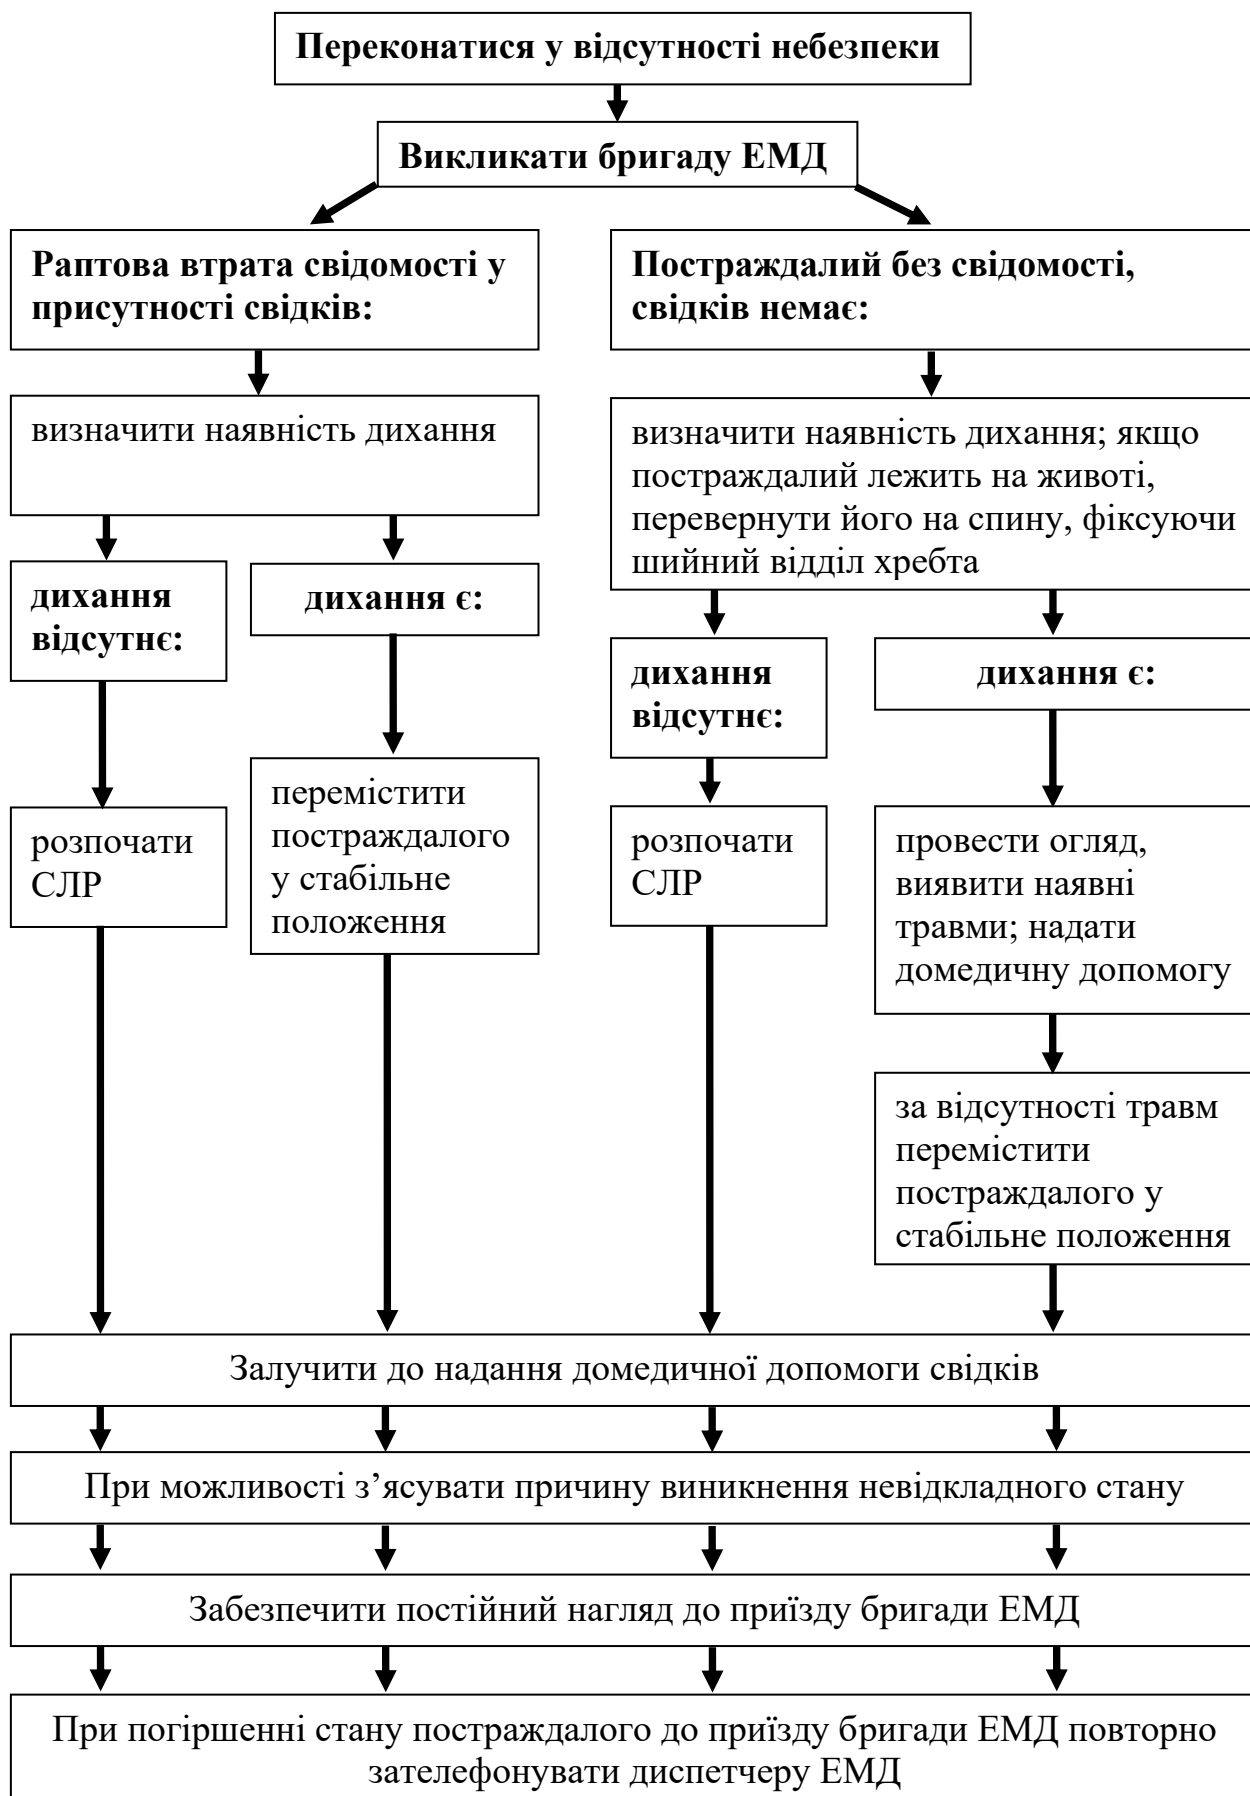 Переконатися у відсутності небезпеки
Викликати бригаду ЕМД
Раптова втрата свідомості у
присутності свідків:
Постраждалий без свідомості,
свідків немає:
визначити наявність дихання
визначити наявність дихання; якщо
постраждалий лежить на животі,
перевернути його на спину, фіксуючи
шийний відділ хребта
дихання
відсутнє:
дихання є:
дихання
відсутнє:
дихання є:
розпочати
СЛР
перемістити
постраждалого
у стабільне
положення
розпочати
СЛР
провести огляд,
виявити наявні
травми; надати
домедичну допомогу
за відсутності травм
перемістити
постраждалого у
стабільне положення
Залучити до надання домедичної допомоги свідків
При можливості з’ясувати причину виникнення невідкладного стану
Забезпечити постійний нагляд до приїзду бригади ЕМД
При погіршенні стану постраждалого до приїзду бригади ЕМД повторно
зателефонувати диспетчеру ЕМД